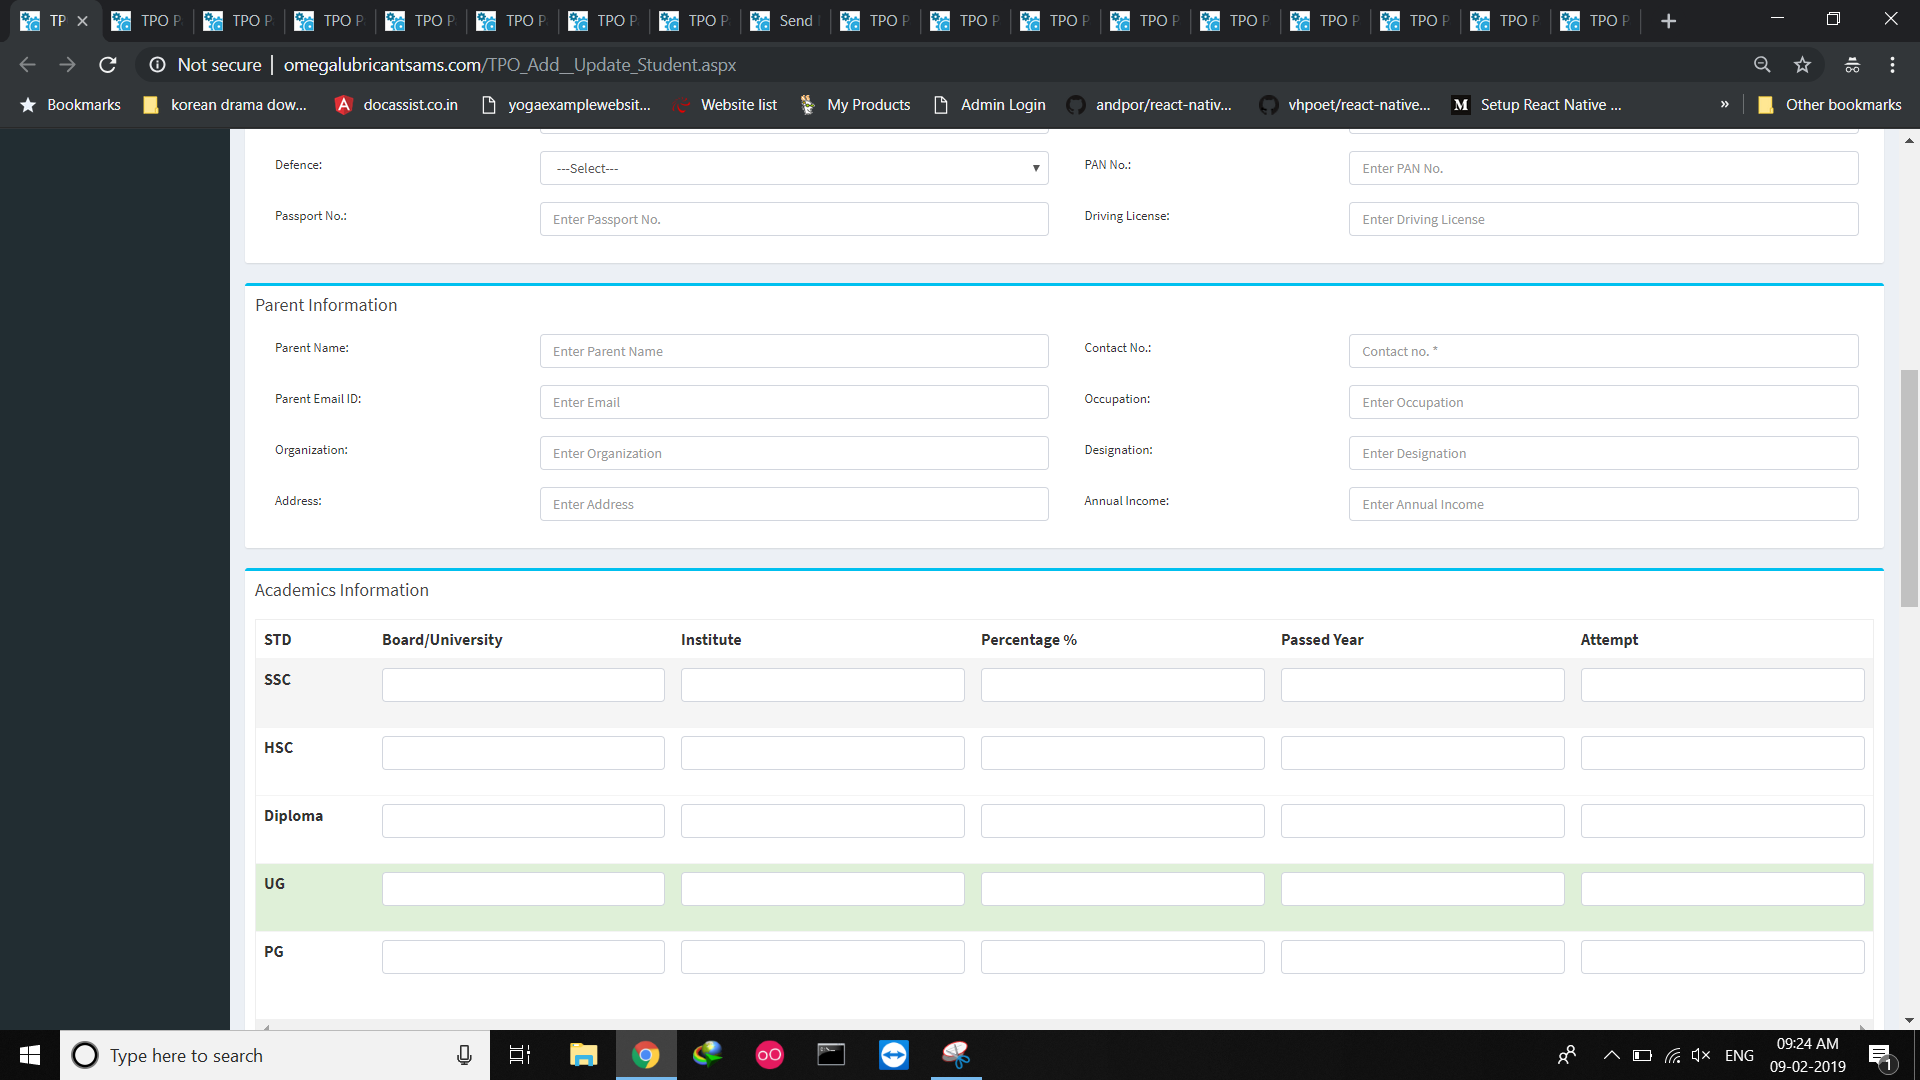 TP
TPO P
TPO P
TPO P
TPO P
TPO P
TPO P
TPO P
Send
TPO P
TPO P
TPO P
TPO P
TPO P
TPO P
TPO P
TPO P
TPO P
Not secure | omegalubricantsams.com/TPO_Add__Update_Student.aspx
Bookmarks korean drama dow... docassist.co.in yogaexamplewebsit... Website list My Products Admin Login andpor/react-nativ... vhpoet/react-native... M Setup React Native ... » Other bookmarks
Defence: ---Select--- PAN No.: Enter PAN No.
Passport No.: Enter Passport No. Driving License: Enter Driving License
Parent Information
Parent Name: Enter Parent Name Contact No.: Contact no. *
Parent Email ID: Enter Email Occupation: Enter Occupation
Organization: Enter Organization Designation: Enter Designation
Address: Enter Address Annual Income: Enter Annual Income
Academics Information
STD Board/University Institute Percentage % Passed Year Attempt
SSC
HSC
Diploma
UG
PG
Type here to search
ENG
09:24 AM
09-02-2019
1